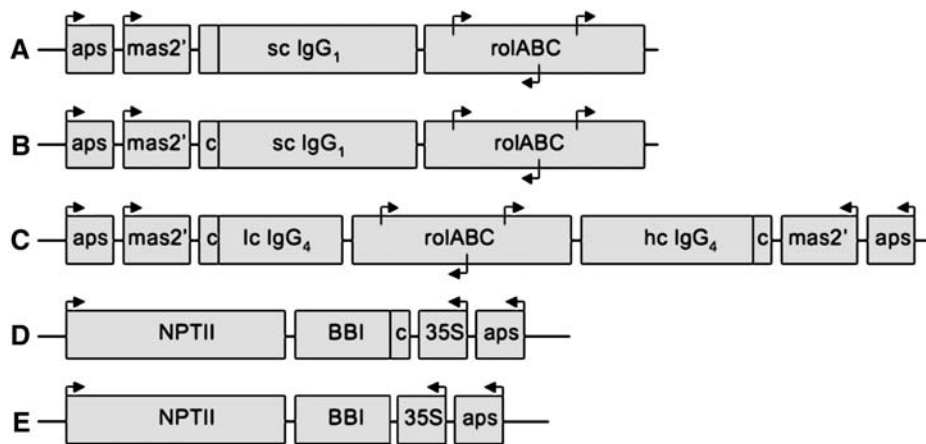 A aps mas2' sc IgG₁ rolABC
B aps mas2' c sc IgG₁ rolABC
C aps mas2' c lc IgG₄ rolABC hc IgG₄ c mas2' aps
D NPTII BBI c 35S aps
E NPTII BBI 35S aps